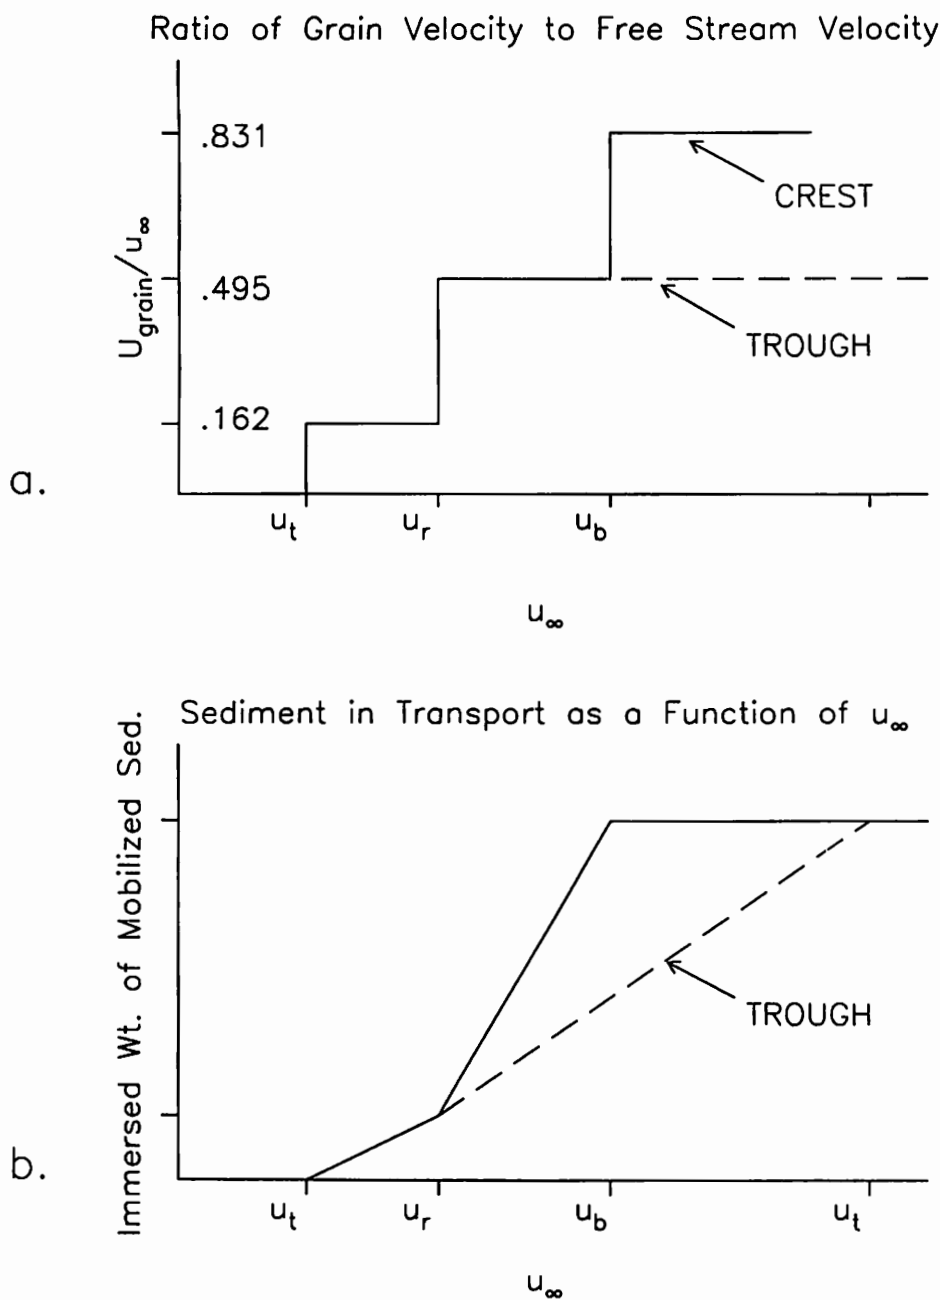 Ratio of Grain Velocity to Free Stream Velocity
.831
CREST
U_grain/u_∞
.495
TROUGH
.162
a.
u_t u_r u_b
u_∞
Sediment in Transport as a Function of u_∞
Immersed Wt. of Mobilized Sed.
TROUGH
b.
u_t u_r u_b u_t
u_∞